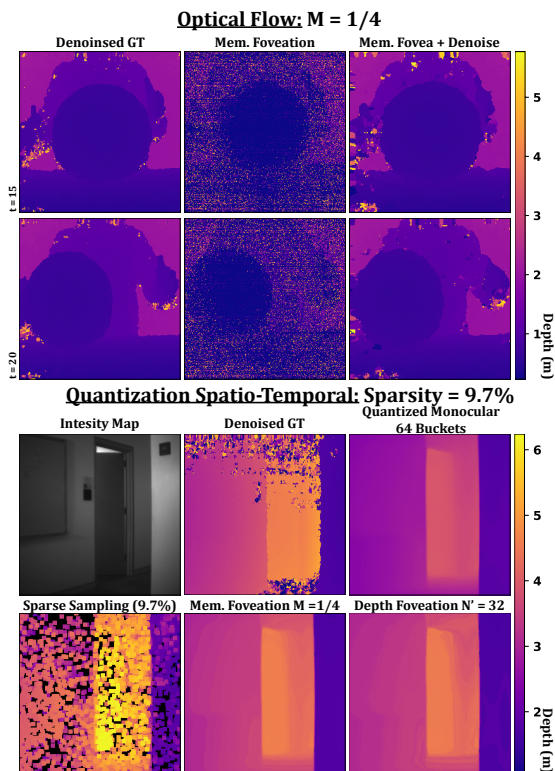 Optical Flow: M = 1/4
Denoinsed GT
Mem. Foveation
Mem. Fovea + Denoise
t = 15
t = 20
5
4
3
2
1
Depth (m)
Quantization Spatio-Temporal: Sparsity = 9.7%
Intesity Map
Denoised GT
Quantized Monocular
64 Buckets
Sparse Sampling (9.7%)
Mem. Foveation M =1/4
Depth Foveation N' = 32
6
5
4
3
2
Depth (m)